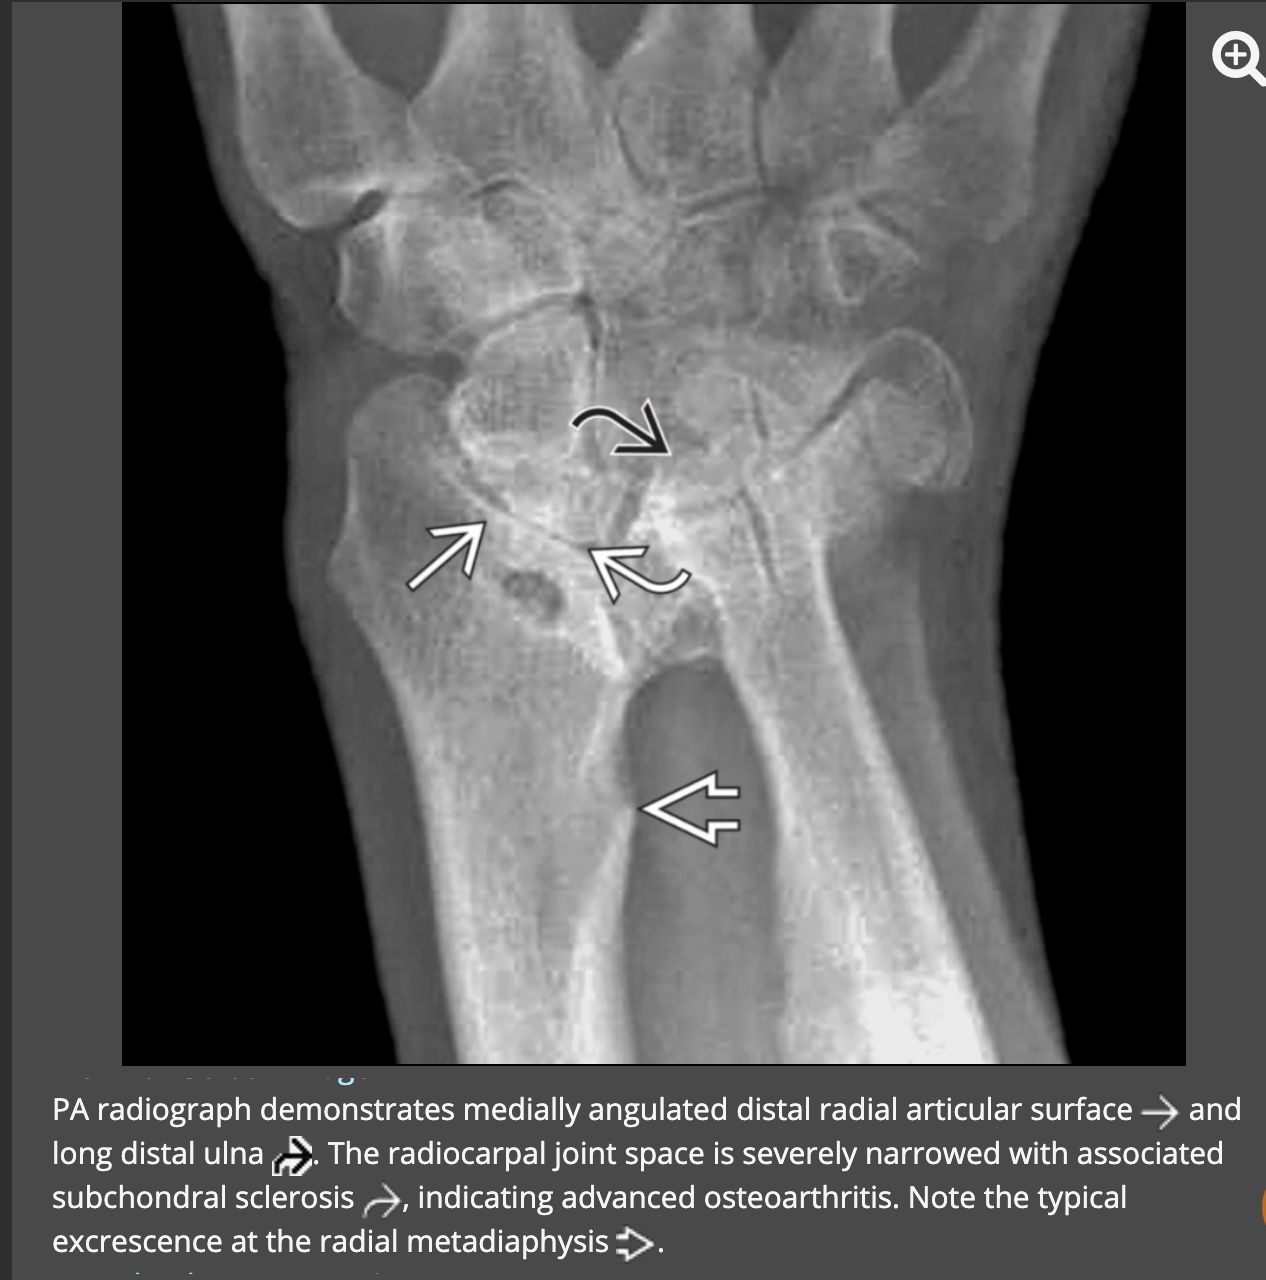 PA radiograph demonstrates medially angulated distal radial articular surface and
long distal ulna . The radiocarpal joint space is severely narrowed with associated
subchondral sclerosis , indicating advanced osteoarthritis. Note the typical
excrescence at the radial metadiaphysis .